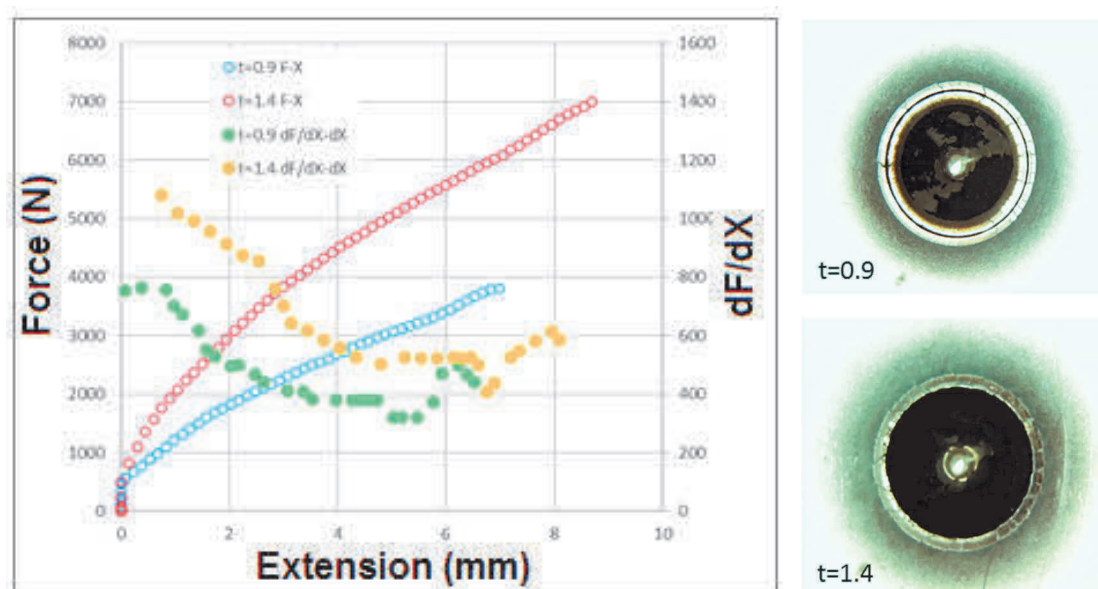 8000
7000
6000
5000
4000
3000
2000
1000
0
Force (N)
t=0.9 F-X
t=1.4 F-X
t=0.9 dF/dX-dX
t=1.4 dF/dX-dX
1600
1400
1200
1000
800
600
400
200
0
dF/dX
0 2 4 6 8 10
Extension (mm)
t=0.9
t=1.4